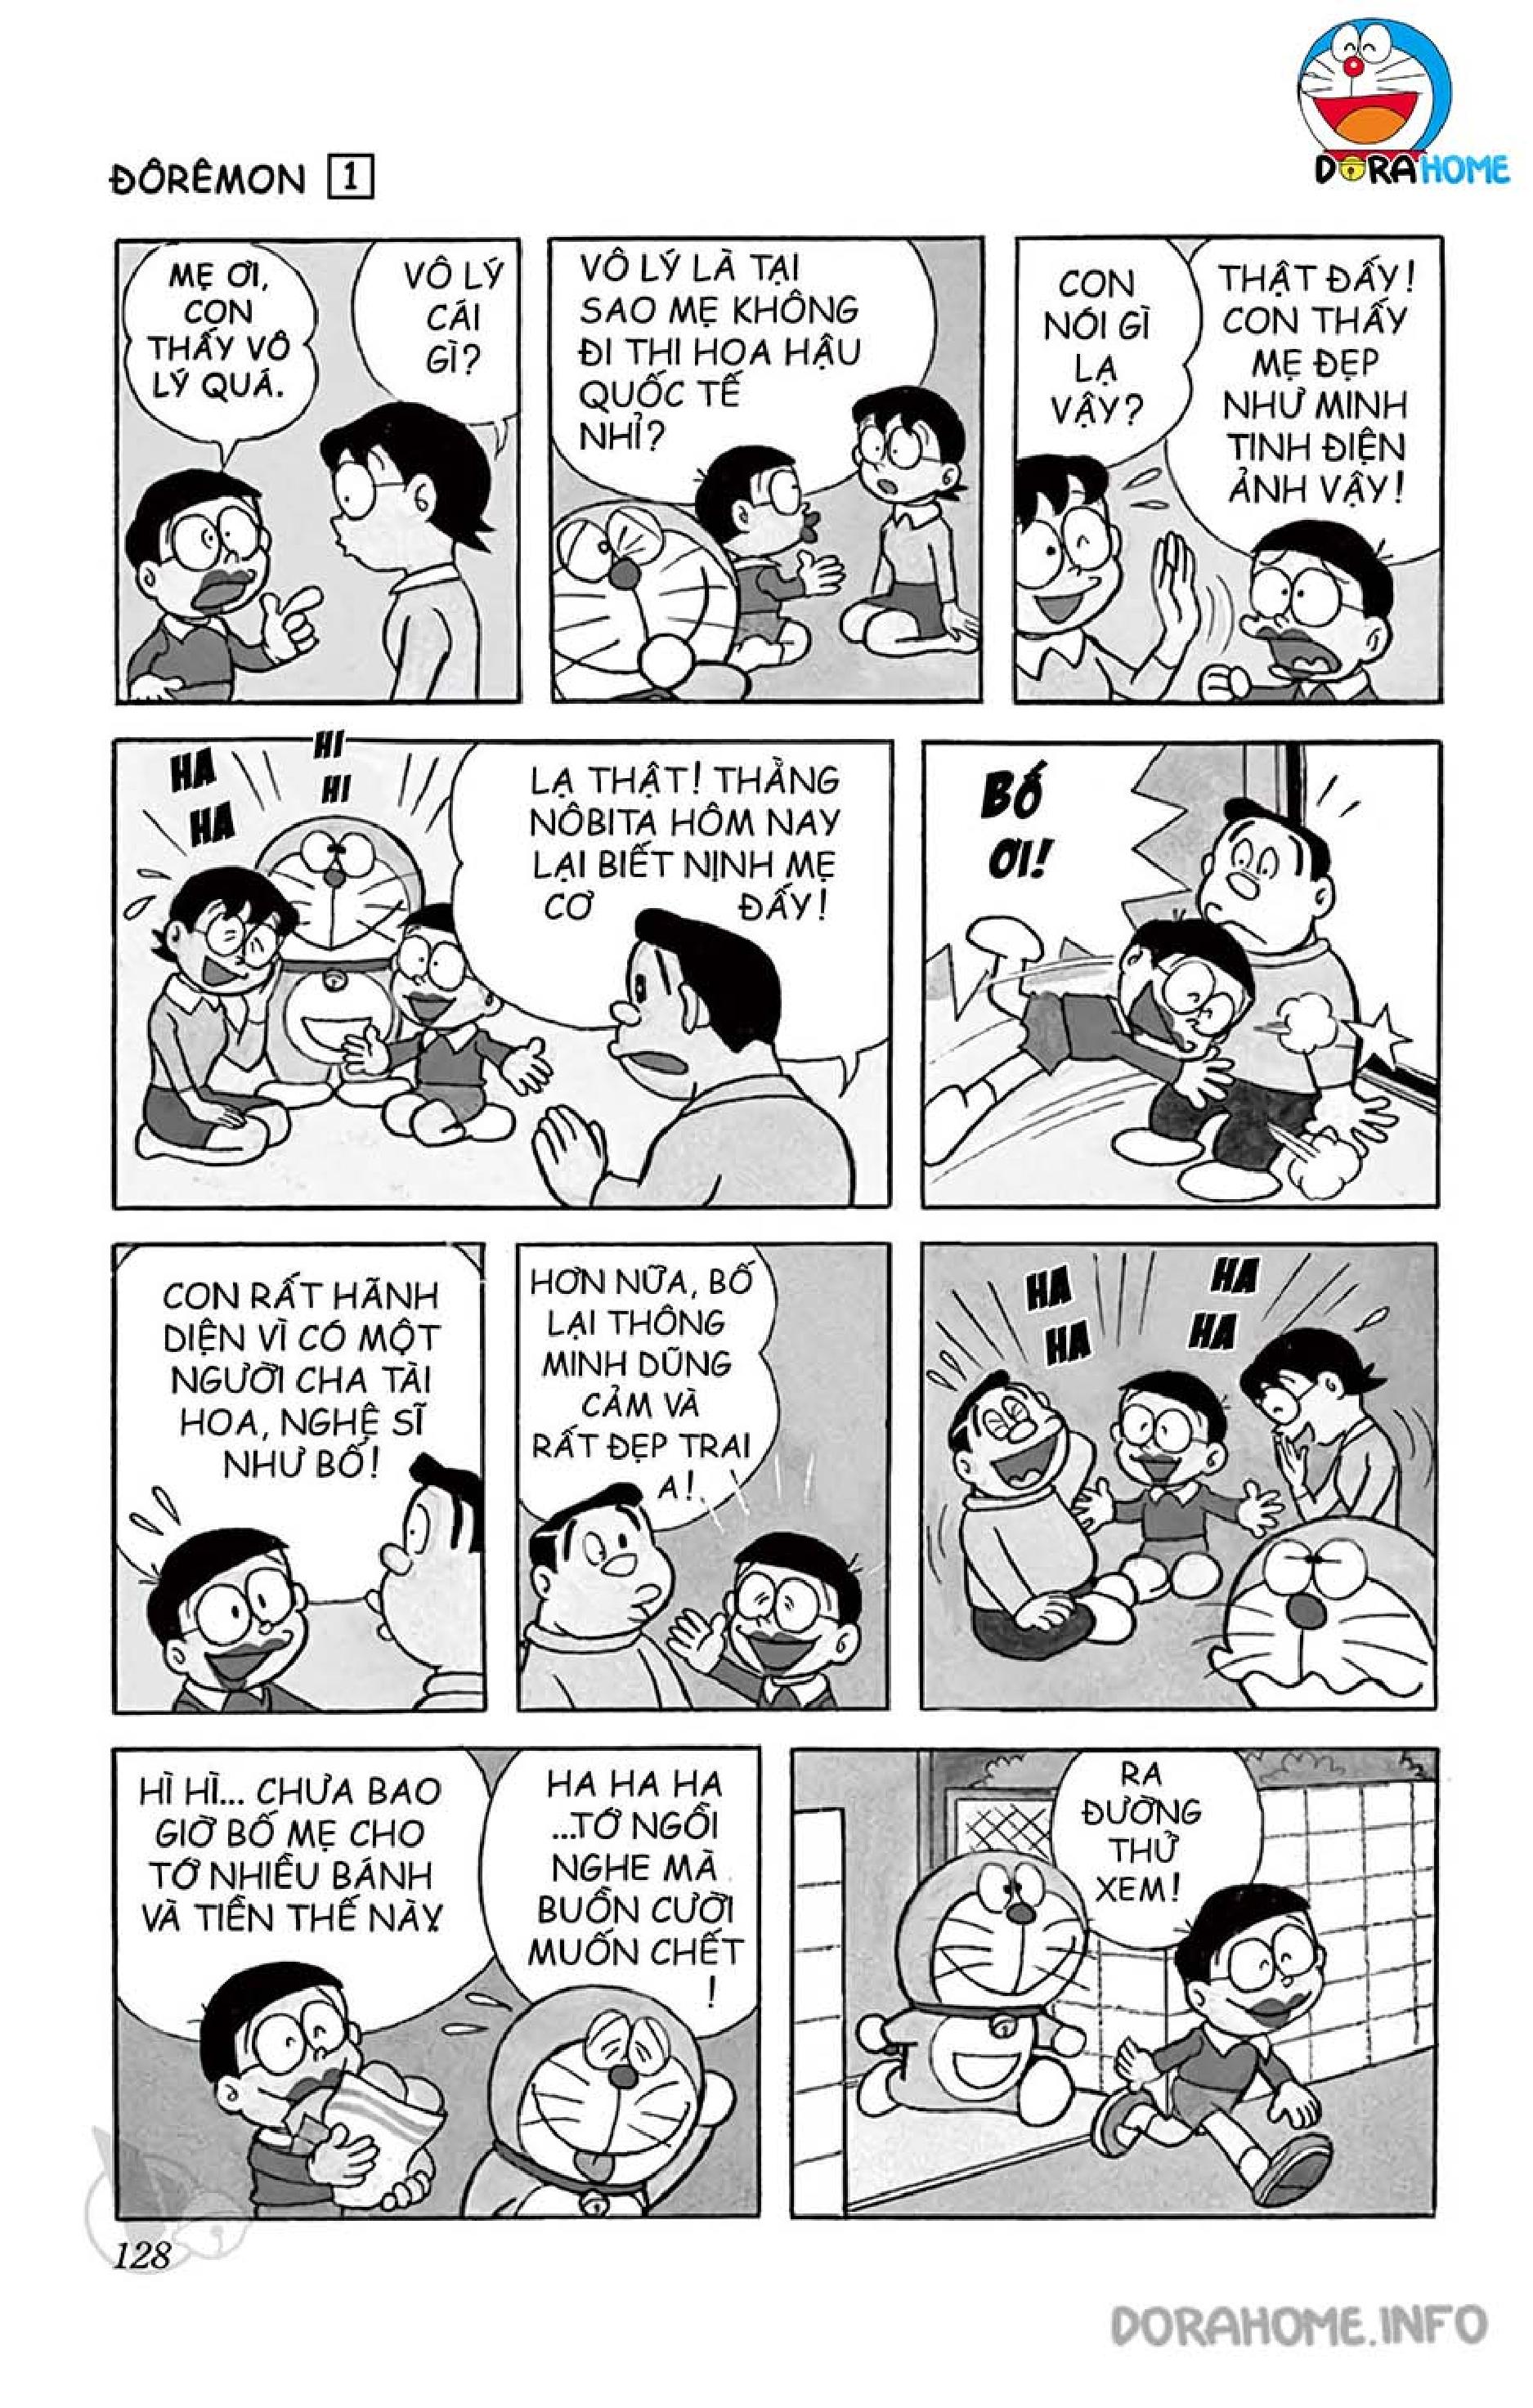 DORAHOME
ĐÔRÊMON 1
MẸ ƠI,
CON
THẤY VÔ
LÝ QUÁ.
VÔ LÝ
CÁI
GÌ?
VÔ LÝ LÀ TẠI
SAO MẸ KHÔNG
ĐI THI HOA HẬU
QUỐC TẾ
NHỈ?
CON
NÓI GÌ
LẠ
VẬY?
THẬT ĐẤY!
CON THẤY
MẸ ĐẸP
NHƯ MINH
TINH ĐIỆN
ẢNH VẬY!
HA
HA
HI
HI
LẠ THẬT! THẰNG
NÔBITA HÔM NAY
LẠI BIẾT NỊNH MẸ
CƠ ĐẤY!
BỐ
ƠI!
CON RẤT HÃNH
DIỆN VÌ CÓ MỘT
NGƯỜI CHA TÀI
HOA, NGHỆ SĨ
NHƯ BỐ!
HƠN NỮA, BỐ
LẠI THÔNG
MINH DŨNG
CẢM VÀ
RẤT ĐẸP TRAI
Ạ!
HA
HA
HA
HA
HÌ HÌ... CHƯA BAO
GIỜ BỐ MẸ CHO
TỚ NHIỀU BÁNH
VÀ TIỀN THẾ NÀY.
HA HA HA
...TỚ NGỒI
NGHE MÀ
BUỒN CƯỜI
MUỐN CHẾT
!
RA
ĐƯỜNG
THỬ
XEM!
128
DORAHOME.INFO